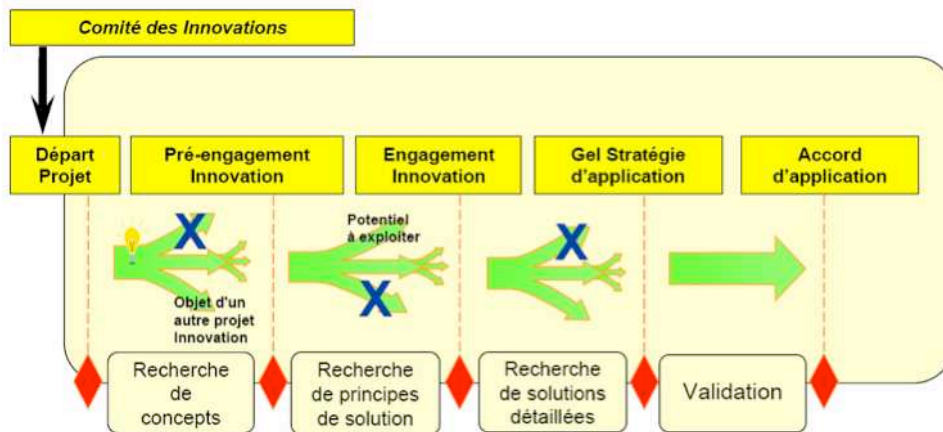 Comité des Innovations
Départ
Projet
Pré-engagement
Innovation
Engagement
Innovation
Gel Stratégie
d'application
Accord
d'application
X
Objet d'un
autre projet
Innovation
Potentiel
à exploiter
X
X
Recherche
de
concepts
Recherche
de principes
de solution
Recherche
de solutions
détaillées
Validation